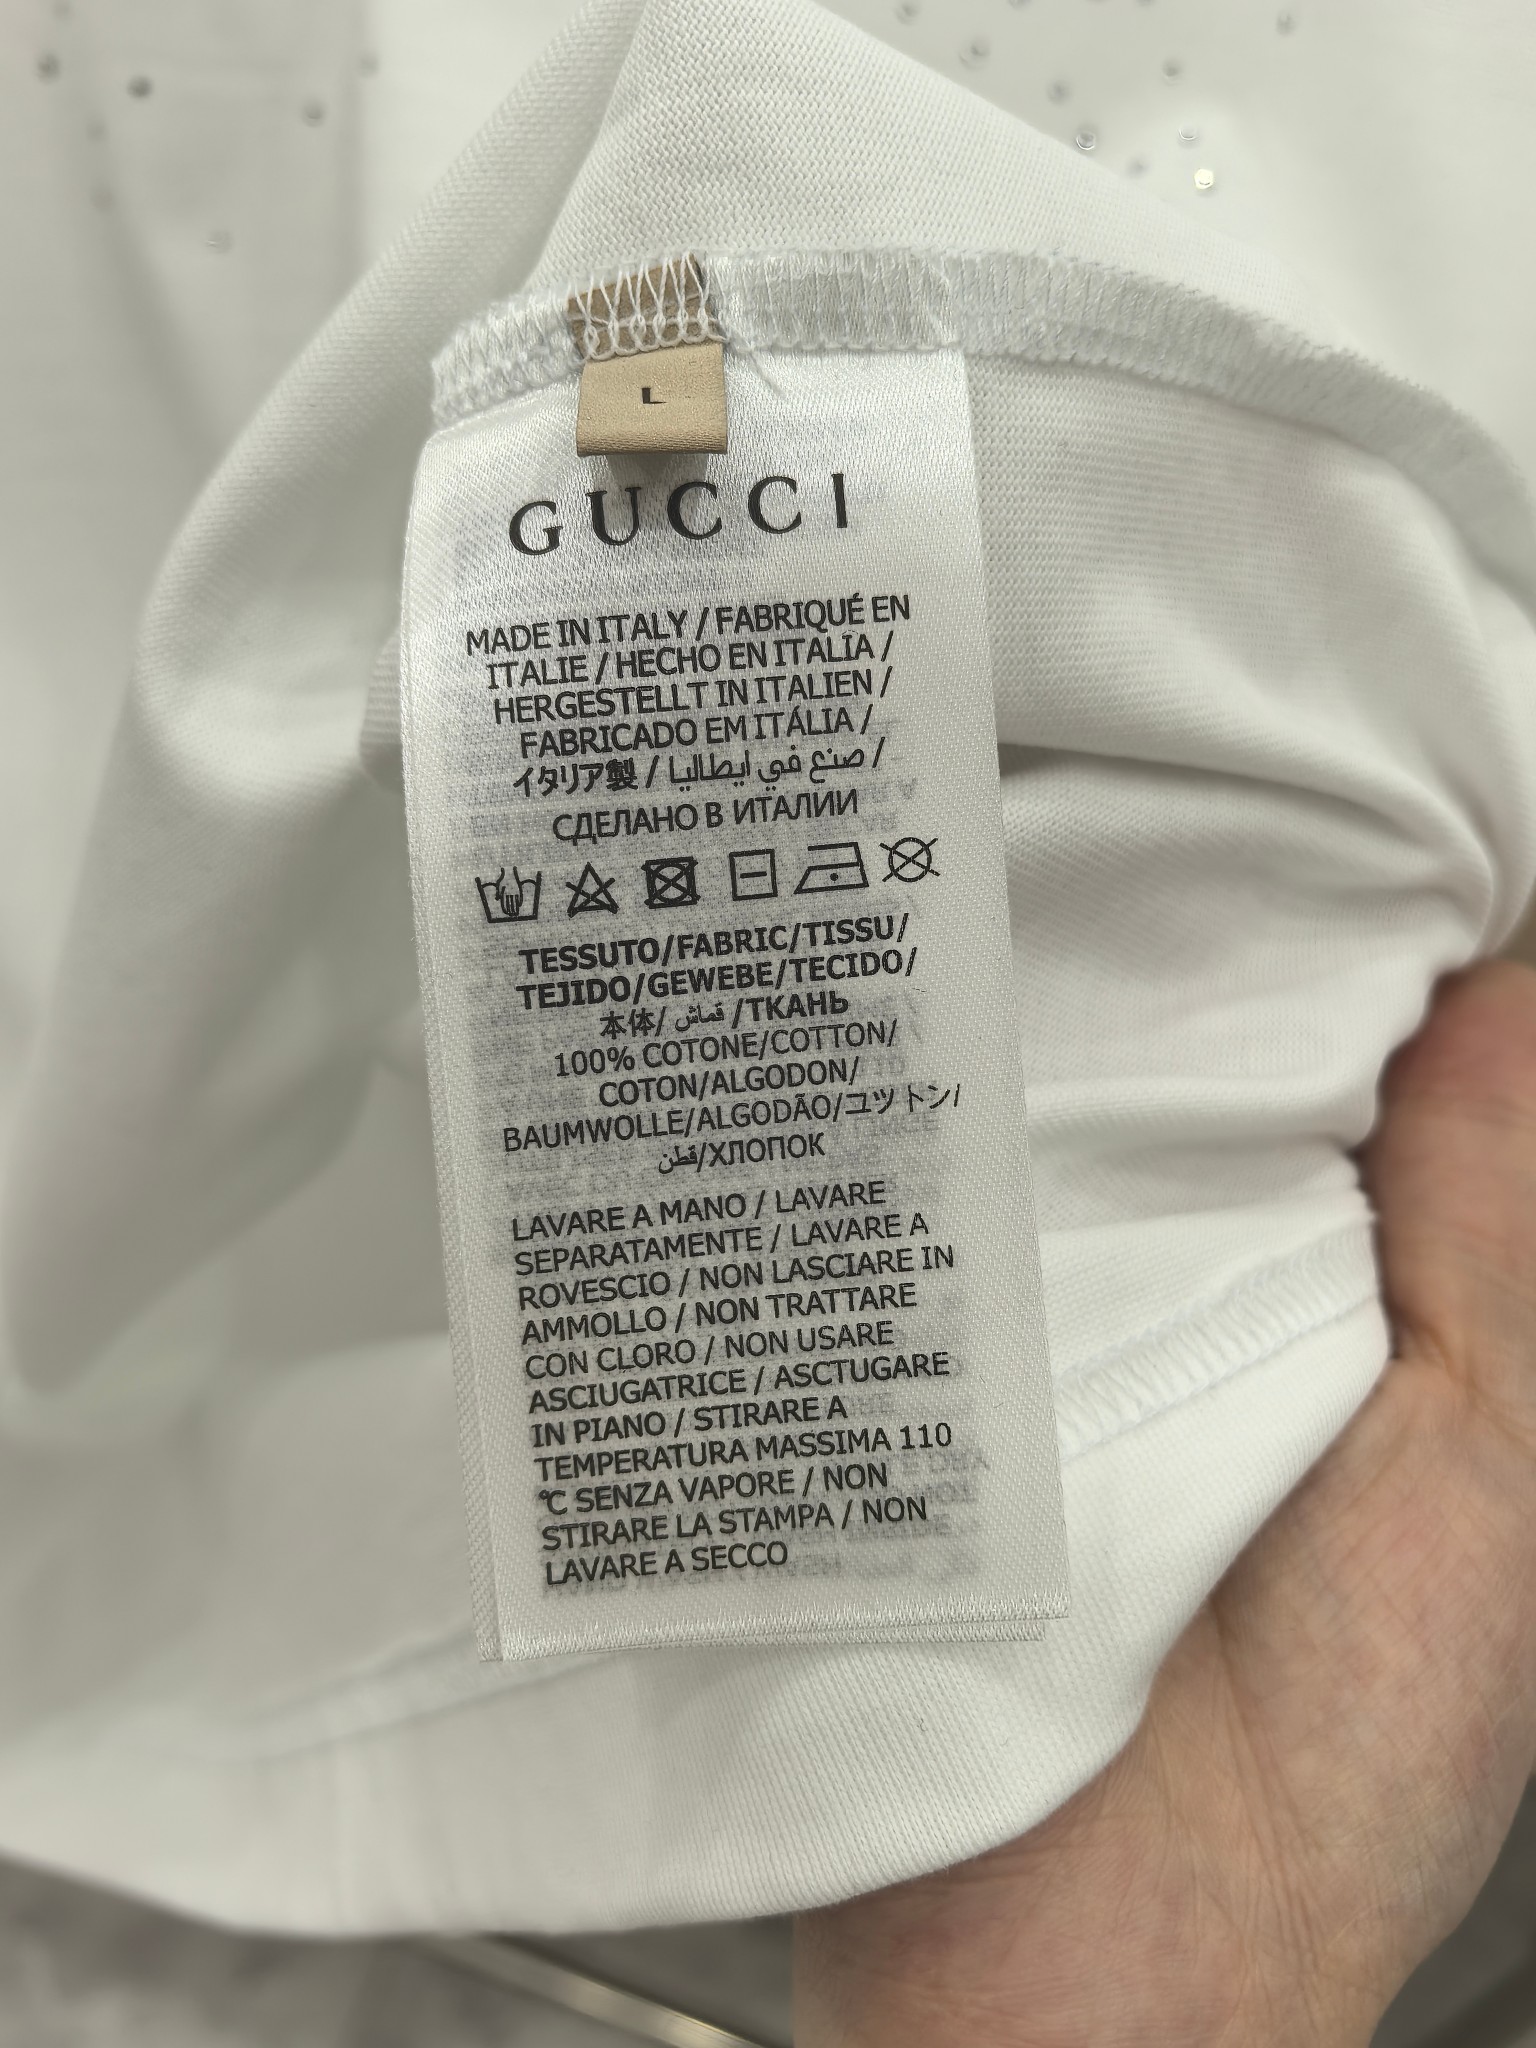 L
GUCCI
MADE IN ITALY / FABRIQUÉ EN
ITALIE / HECHO EN ITALÏA /
HERGESTELLT IN ITALIEN /
FABRICADO EM ITÁLIA /
イタリア製 / صنع في ايطاليا /
СДЕЛАНО В ИТАЛИИ
TESSUTO/FABRIC/TISSU/
TEJIDO/GEWEBE/TECIDO/
本体/ قماش /ТКАНЬ
100% COTONE/COTTON/
COTON/ALGODON/
BAUMWOLLE/ALGODÃO/ユットン/
قطن/ХЛОПОК
LAVARE A MANO / LAVARE
SEPARATAMENTE / LAVARE A
ROVESCIO / NON LASCIARE IN
AMMOLLO / NON TRATTARE
CON CLORO / NON USARE
ASCIUGATRICE / ASCTUGARE
IN PIANO / STIRARE A
TEMPERATURA MASSIMA 110
℃ SENZA VAPORE / NON
STIRARE LA STAMPA / NON
LAVARE A SECCO